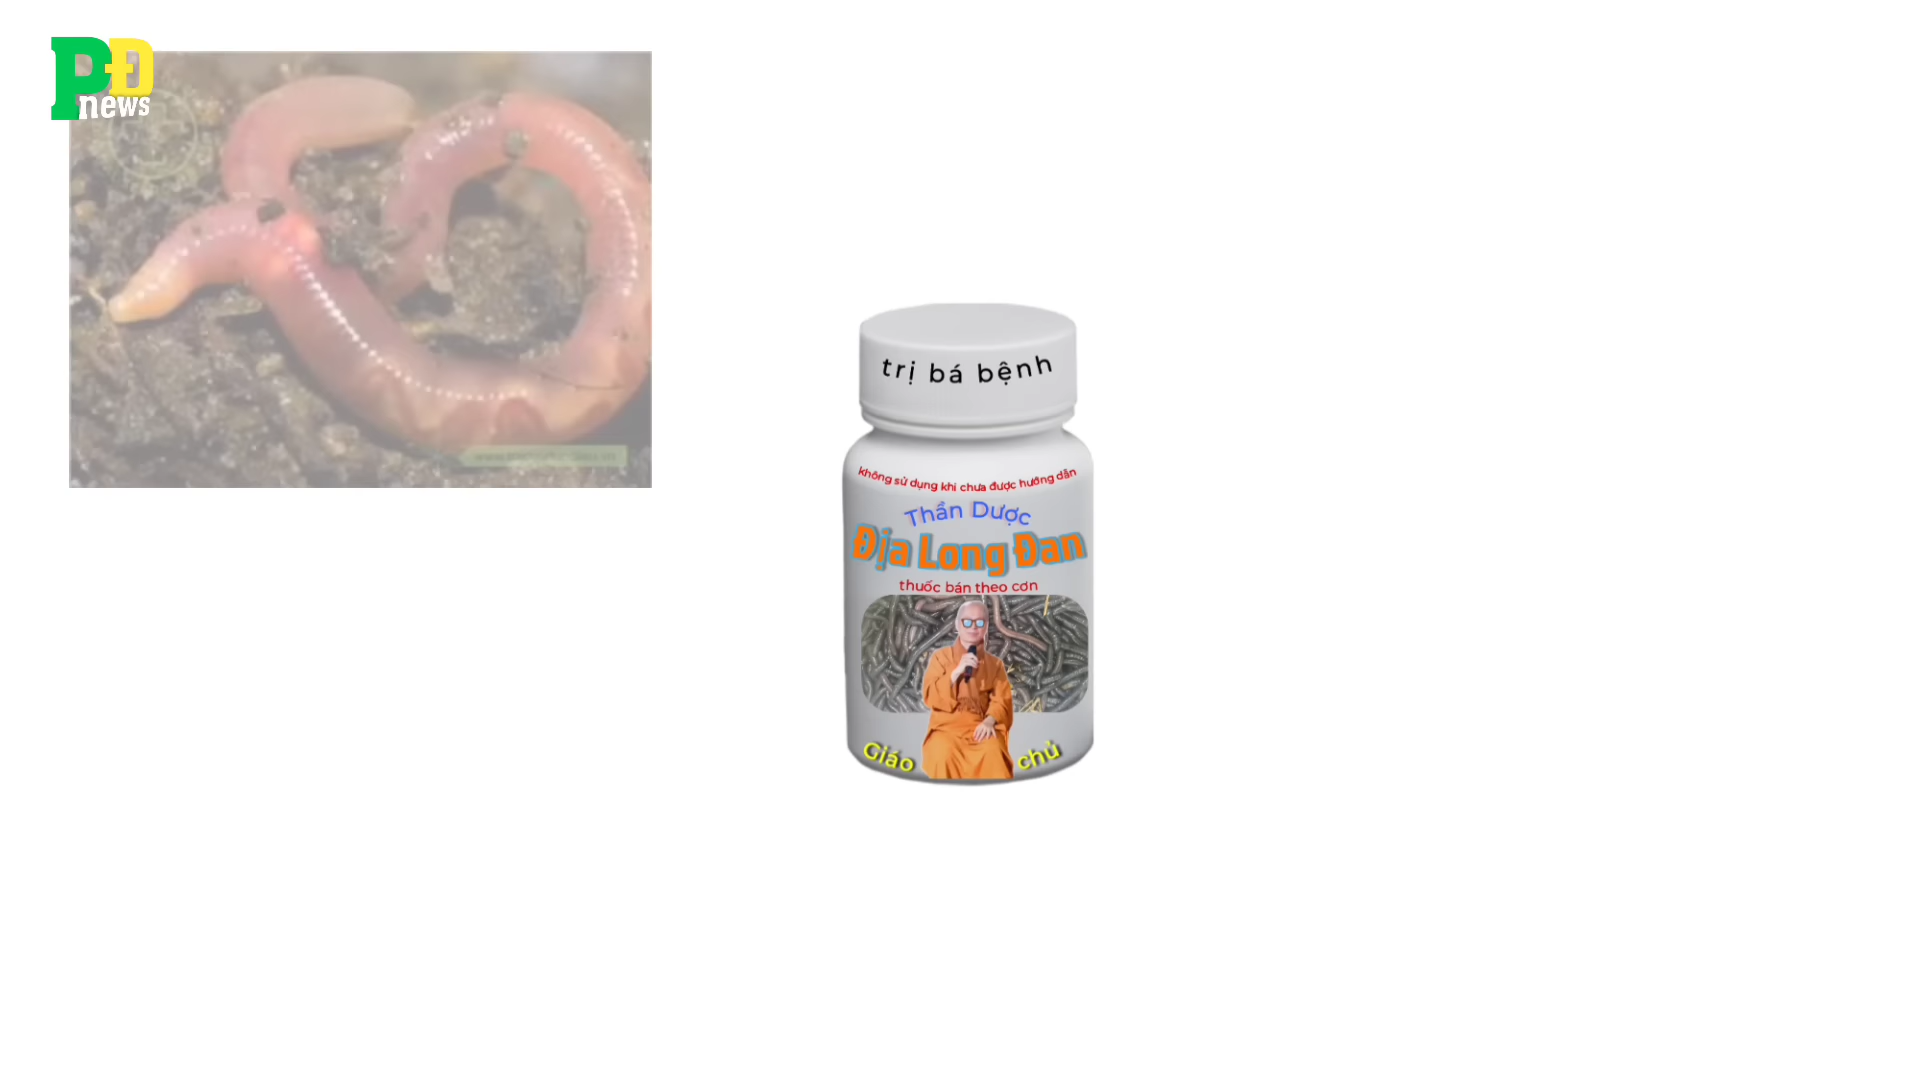 PĐ
news
trị bá bệnh
không sử dụng khi chưa được hướng dẫn
Thần Dược
Địa Long Đan
thuốc bán theo cơn
Giáo chủ